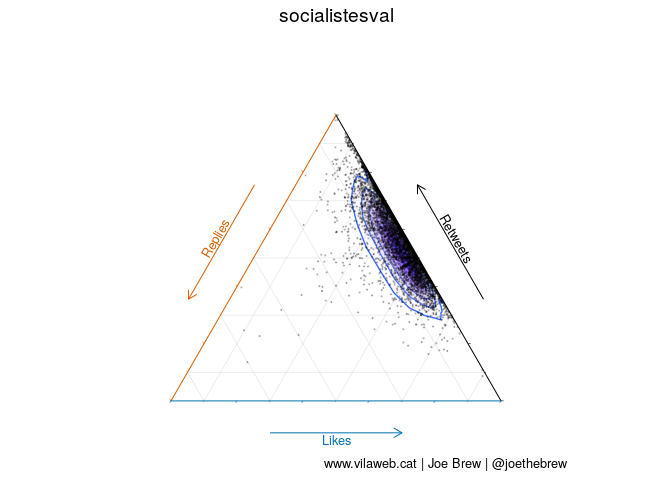 socialistesval
Replies
Retweets
Likes
www.vilaweb.cat | Joe Brew | @joethebrew